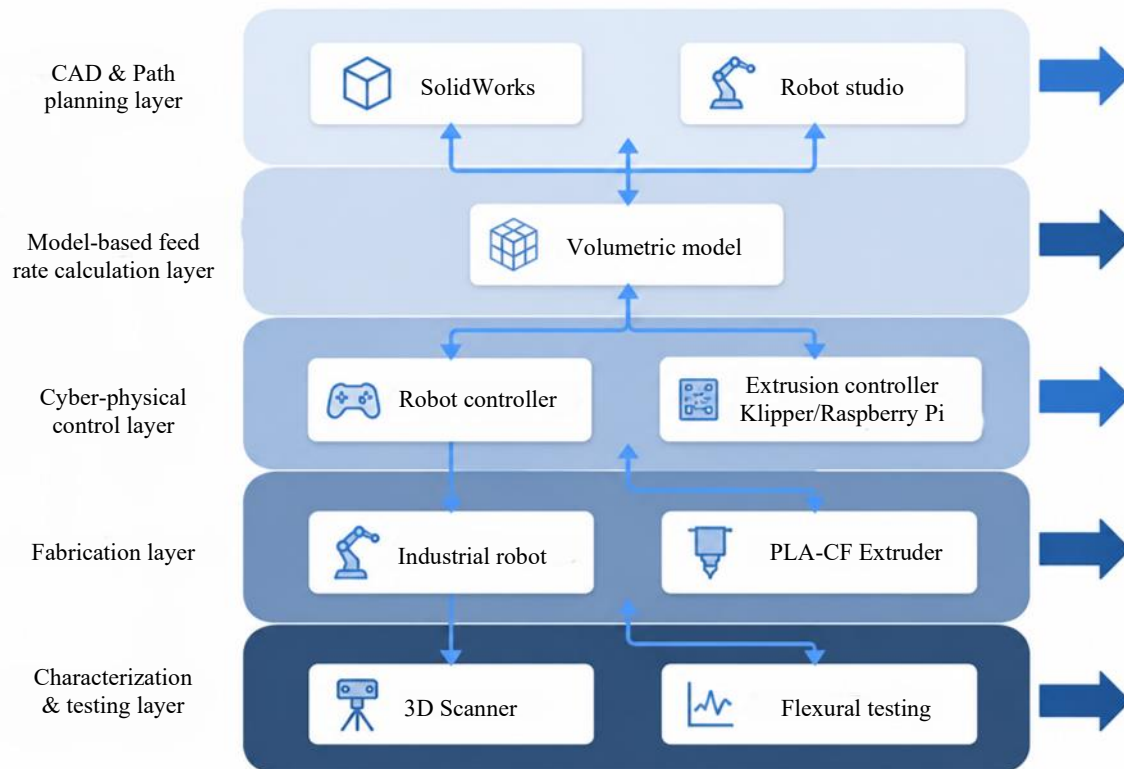 CAD & Path
planning layer
SolidWorks
Robot studio
Model-based feed
rate calculation layer
Volumetric model
Cyber-physical
control layer
Robot controller
Extrusion controller
Klipper/Raspberry Pi
Fabrication layer
Industrial robot
PLA-CF Extruder
Characterization
& testing layer
3D Scanner
Flexural testing